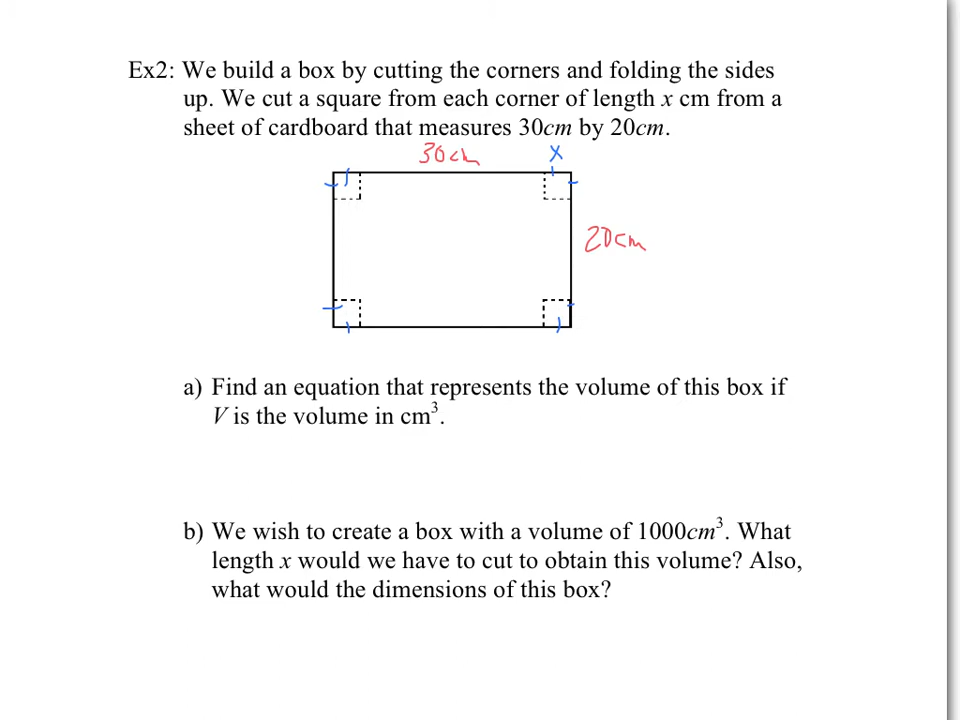 Ex2: We build a box by cutting the corners and folding the sides
up. We cut a square from each corner of length x cm from a
sheet of cardboard that measures 30cm by 20cm.
30cm x
20cm
a) Find an equation that represents the volume of this box if
V is the volume in cm³.
b) We wish to create a box with a volume of 1000cm³. What
length x would we have to cut to obtain this volume? Also,
what would the dimensions of this box?